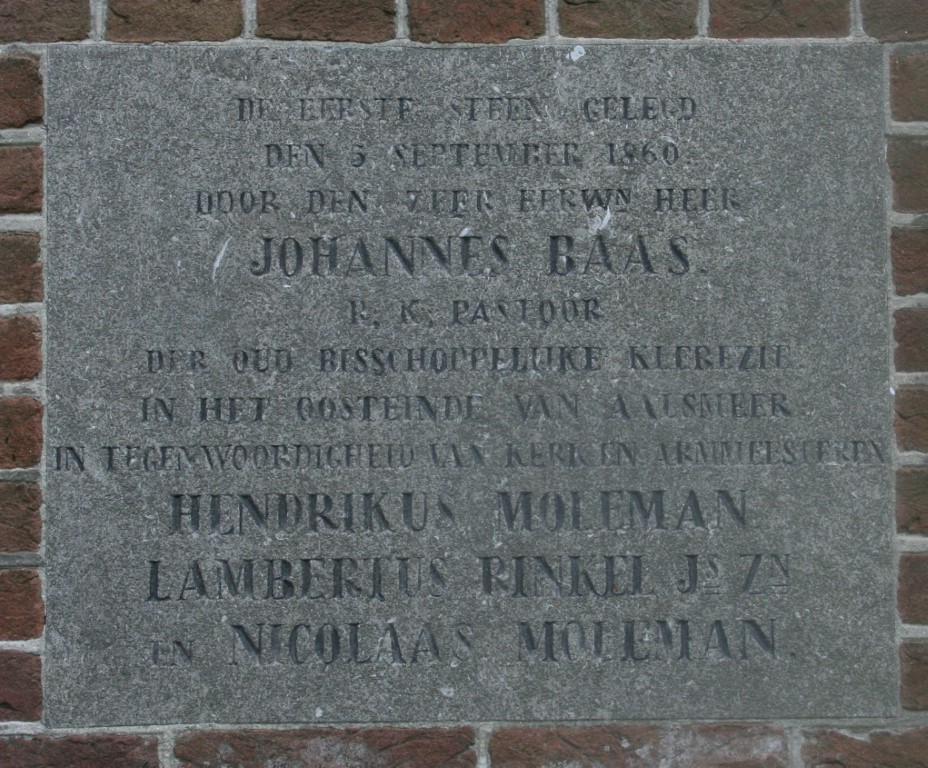 DE EERSTE STEEN GELEGD
DEN 5 SEPTEMBER 1860.
DOOR DEN ZEER EERWN HEER
JOHANNES BAAS.
R, K, PASTOOR
DER OUD BISSCHOPPELIJKE KLEREZIE.
IN HET OOSTEINDE VAN AALSMEER.
IN TEGENWOORDIGHEID VAN KERK EN ARMMEESTEREN
HENDRIKUS MOLEMAN.
LAMBERTUS RINKEL JS ZN
EN NICOLAAS MOLEMAN.